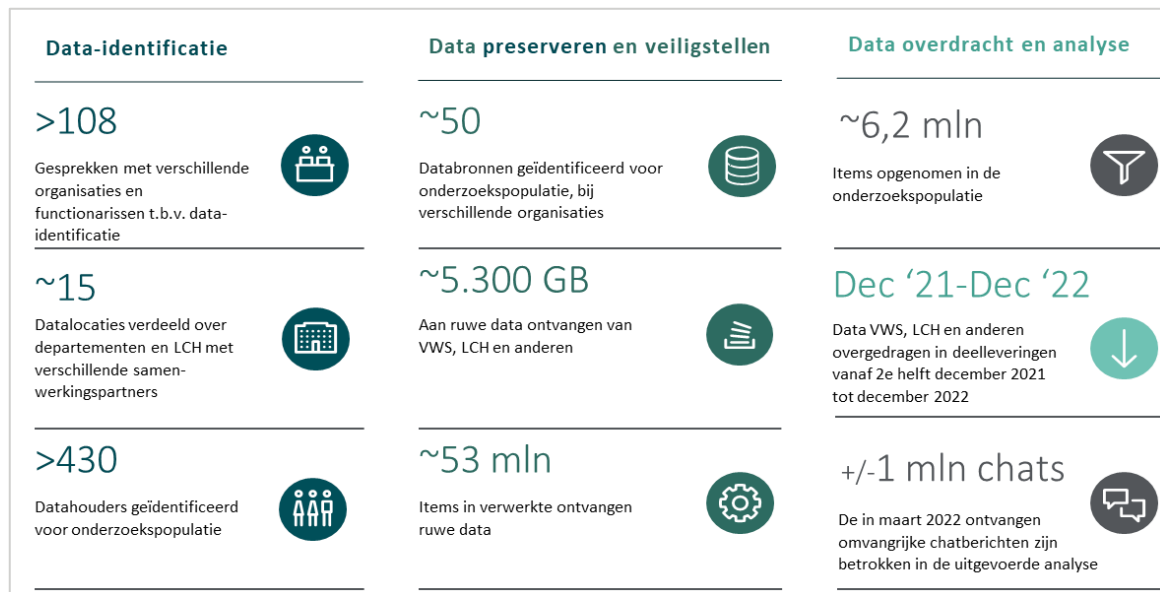 Data-identificatie
>108
Gesprekken met verschillende
organisaties en
functionarissen t.b.v. data-
identificatie
~15
Datalocaties verdeeld over
departementen en LCH met
verschillende samen-
werkingspartners
>430
Datahouders geïdentificeerd
voor onderzoekspopulatie
Data preserveren en veiligstellen
~50
Databronnen geïdentificeerd voor
onderzoekspopulatie, bij
verschillende organisaties
~5.300 GB
Aan ruwe data ontvangen van
VWS, LCH en anderen
~53 mln
Items in verwerkte ontvangen
ruwe data
Data overdracht en analyse
~6,2 mln
Items opgenomen in de
onderzoekspopulatie
Dec ‘21-Dec ‘22
Data VWS, LCH en anderen
overgedragen in deelleveringen
vanaf 2e helft december 2021
tot december 2022
+/-1 mln chats
De in maart 2022 ontvangen
omvangrijke chatberichten zijn
betrokken in de uitgevoerde analyse